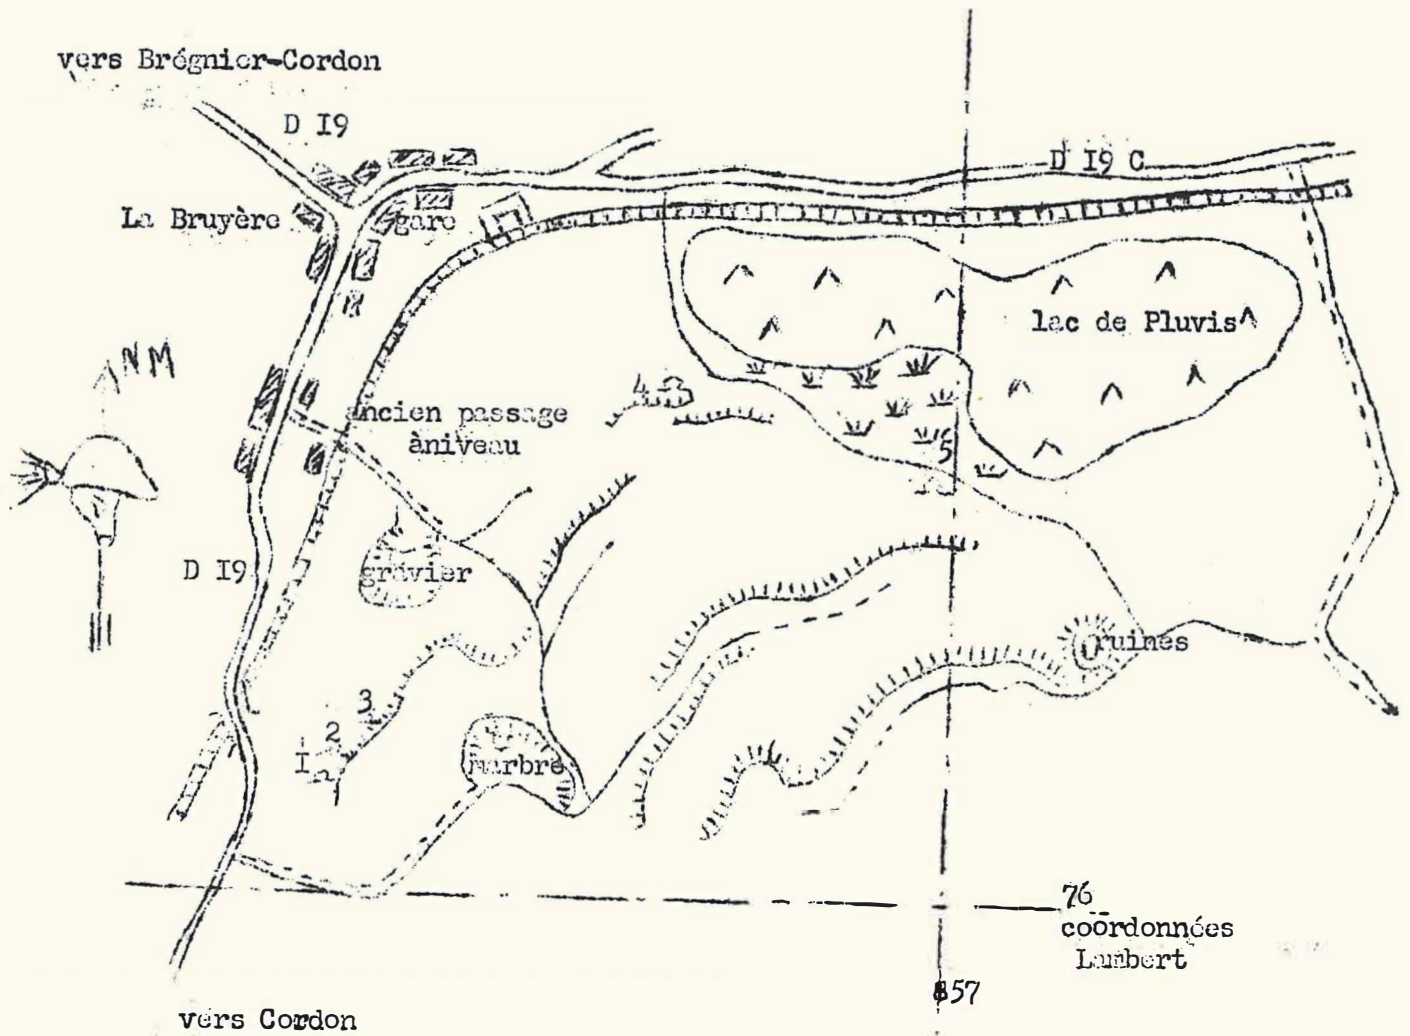 vers Brégnier-Cordon
D I9
D I9 C
La Bruyère
gare
lac de Pluvis
NM
4
ancien passage
àniveau
5
D I9
gravier
ruines
3
2
I
marbre
76
coördonnées
Lambert
857
vers Cordon